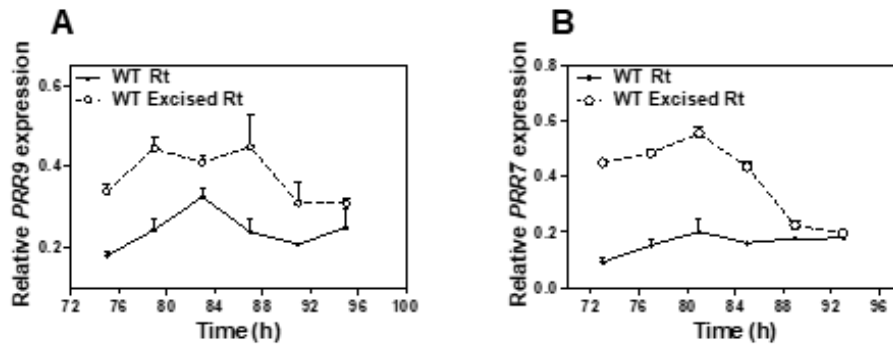 A
Relative PRR9 expression
WT Rt
WT Excised Rt
0.6
0.4
0.2
72 76 80 84 88 92 96 100
Time (h)
B
Relative PRR7 expression
WT Rt
WT Excised Rt
0.8
0.6
0.4
0.2
0.0
72 76 80 84 88 92 96
Time (h)